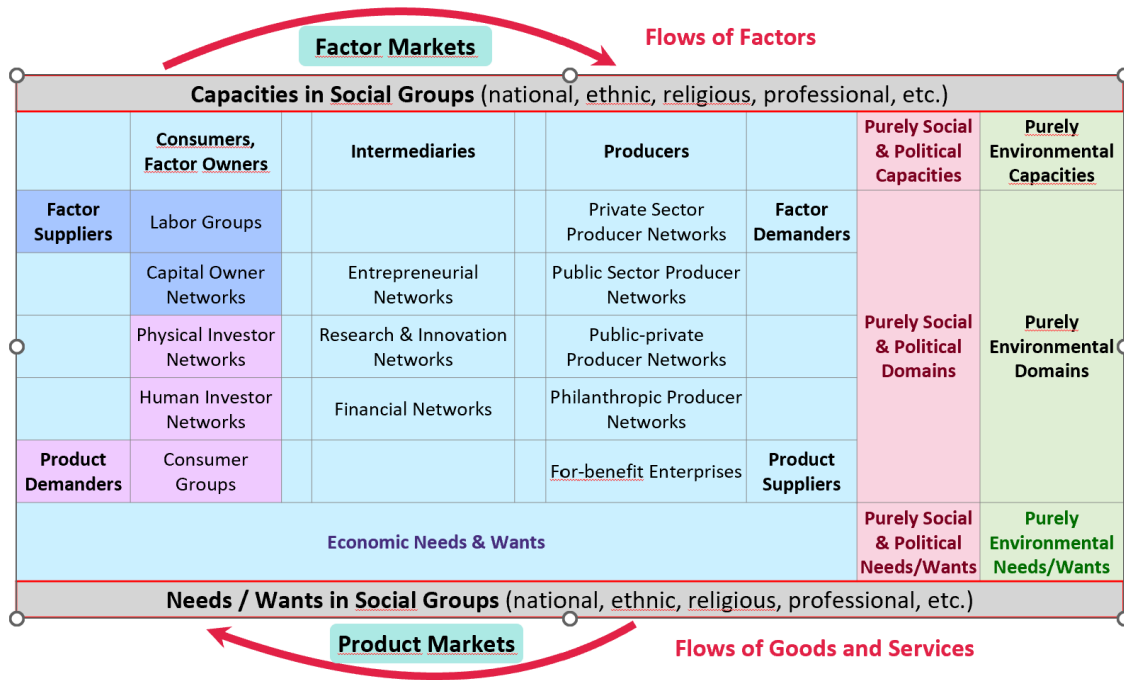 Factor Markets
Flows of Factors
Capacities in Social Groups (national, ethnic, religious, professional, etc.)
Consumers,
Factor Owners
Intermediaries
Producers
Purely Social
& Political
Capacities
Purely
Environmental
Capacities
Factor
Suppliers
Labor Groups
Private Sector
Producer Networks
Factor
Demanders
Capital Owner
Networks
Entrepreneurial
Networks
Public Sector Producer
Networks
Physical Investor
Networks
Research & Innovation
Networks
Public-private
Producer Networks
Purely Social
& Political
Domains
Purely
Environmental
Domains
Human Investor
Networks
Financial Networks
Philanthropic Producer
Networks
Product
Demanders
Consumer
Groups
For-benefit Enterprises
Product
Suppliers
Economic Needs & Wants
Purely Social
& Political
Needs/Wants
Purely
Environmental
Needs/Wants
Needs / Wants in Social Groups (national, ethnic, religious, professional, etc.)
Product Markets
Flows of Goods and Services